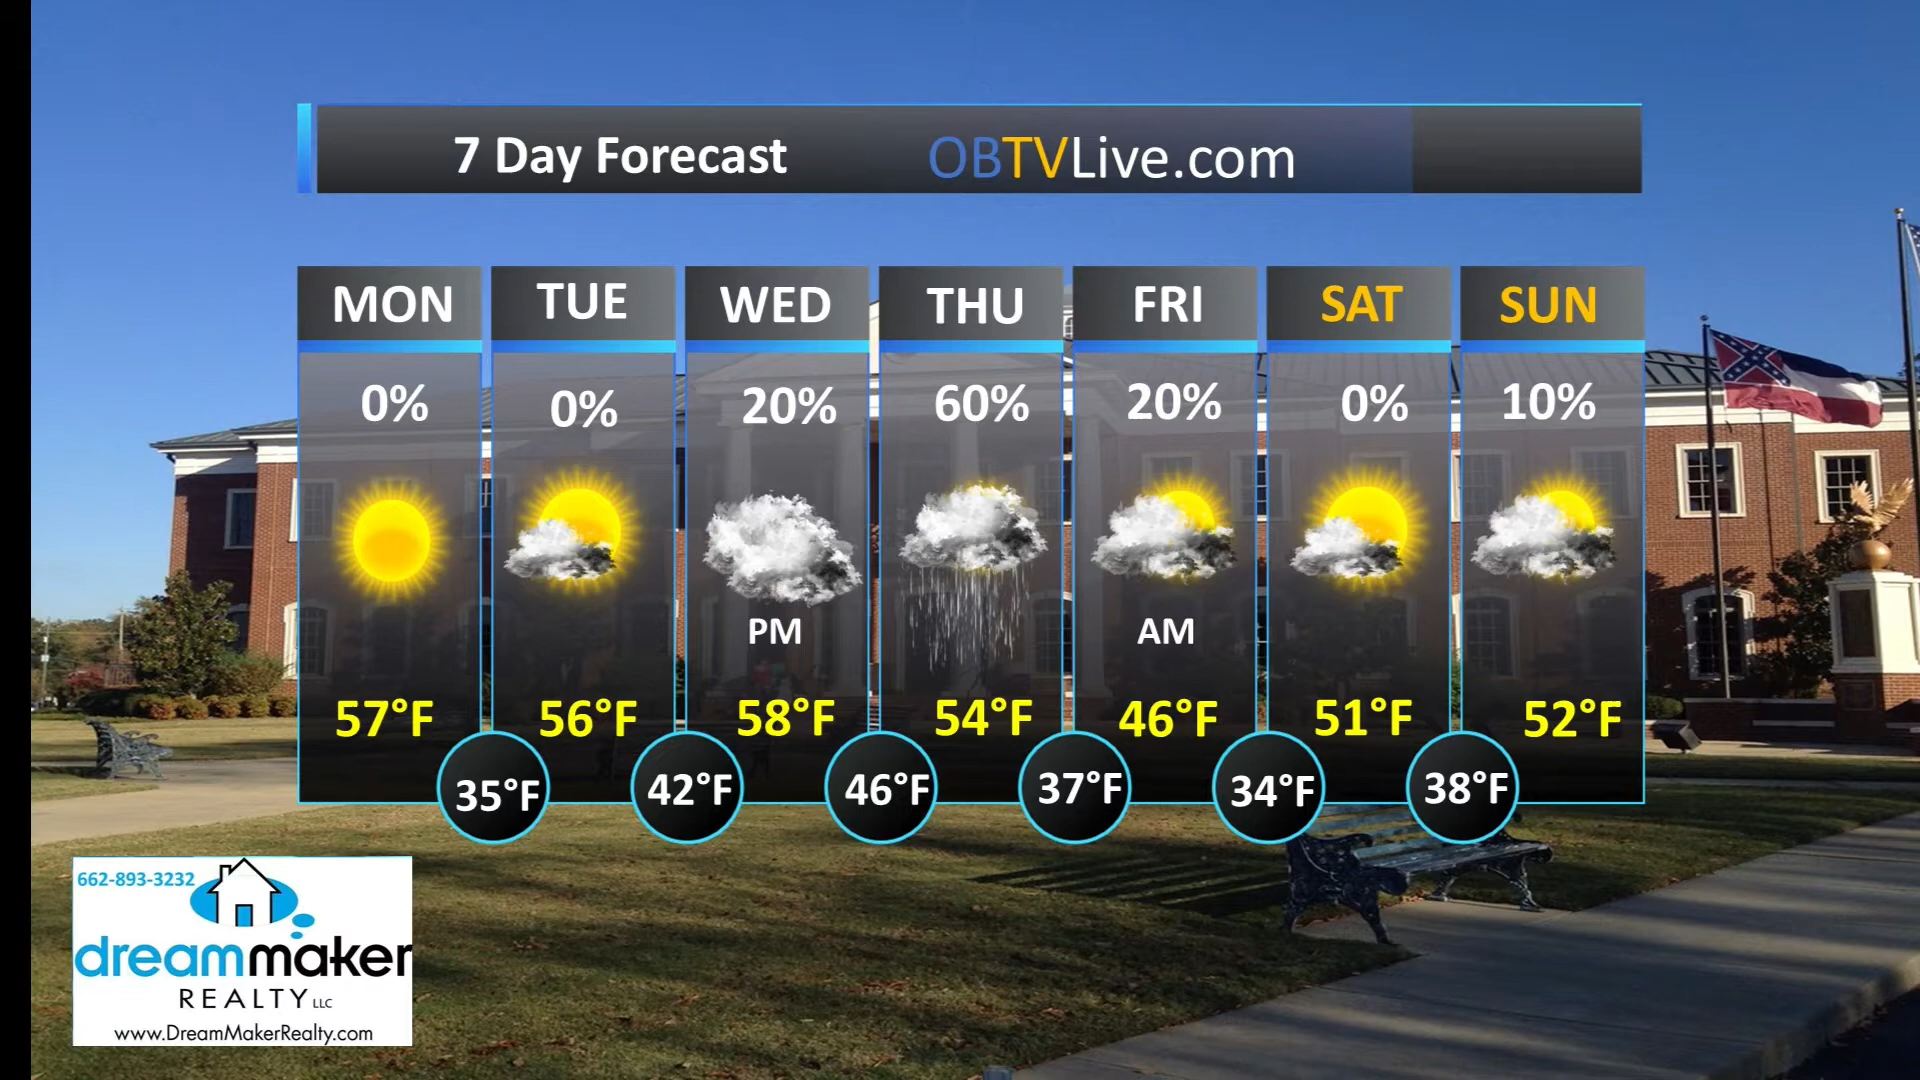 7 Day Forecast OBTVLive.com
MON TUE WED THU FRI SAT SUN
0% 0% 20% 60% 20% 0% 10%
PM AM
57°F 56°F 58°F 54°F 46°F 51°F 52°F
35°F 42°F 46°F 37°F 34°F 38°F
662-893-3232
dreammaker
REALTY LLC
www.DreamMakerRealty.com